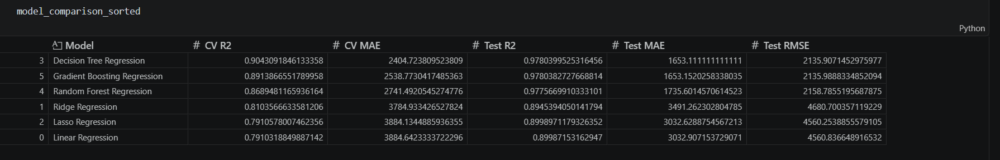 model_comparison_sorted
Python
Model # CV R2 # CV MAE # Test R2 # Test MAE # Test RMSE
3 Decision Tree Regression 0.9043091846133358 2404.723809523809 0.9780399525316456 1653.111111111111 2135.9071452975977
5 Gradient Boosting Regression 0.8913866551789958 2538.7730417485363 0.9780382727668814 1653.1520258338035 2135.9888334852094
4 Random Forest Regression 0.8689481165936164 2741.4920545274776 0.9775669910333101 1735.6014570614523 2158.7855195687875
1 Ridge Regression 0.8103566633581206 3784.933426527824 0.8945394050141794 3491.262302804785 4680.700357119229
2 Lasso Regression 0.7910578007462356 3884.1344885936355 0.8998971179326352 3032.6288754567213 4560.2538855579105
0 Linear Regression 0.7910318849887142 3884.6423333722296 0.89987153162947 3032.907153729071 4560.836648916532